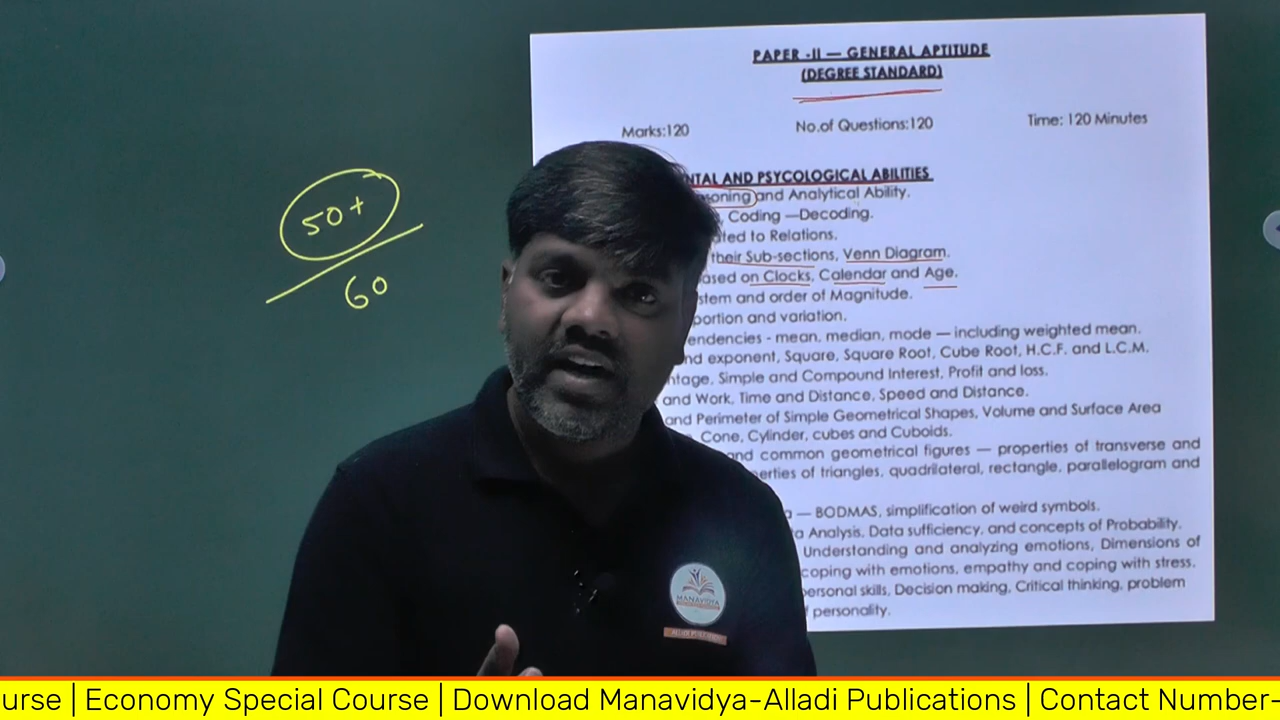 PAPER -II — GENERAL APTITUDE
(DEGREE STANDARD)
Marks:120 No.of Questions:120 Time: 120 Minutes
NTAL AND PSYCOLOGICAL ABILITIES
soning and Analytical Ability.
, Coding —Decoding.
ted to Relations.
their Sub-sections, Venn Diagram.
ased on Clocks, Calendar and Age.
stem and order of Magnitude.
portion and variation.
endencies - mean, median, mode — including weighted mean.
nd exponent, Square, Square Root, Cube Root, H.C.F. and L.C.M.
ntage, Simple and Compound Interest, Profit and loss.
and Work, Time and Distance, Speed and Distance.
and Perimeter of Simple Geometrical Shapes, Volume and Surface Area
, Cone, Cylinder, cubes and Cuboids.
and common geometrical figures — properties of transverse and
erties of triangles, quadrilateral, rectangle, parallelogram and
a — BODMAS, simplification of weird symbols.
ta Analysis, Data sufficiency, and concepts of Probability.
Understanding and analyzing emotions, Dimensions of
coping with emotions, empathy and coping with stress.
personal skills, Decision making, Critical thinking, problem
f personality.
50+
60
MANAVIDYA
urse | Economy Special Course | Download Manavidya-Alladi Publications | Contact Number-